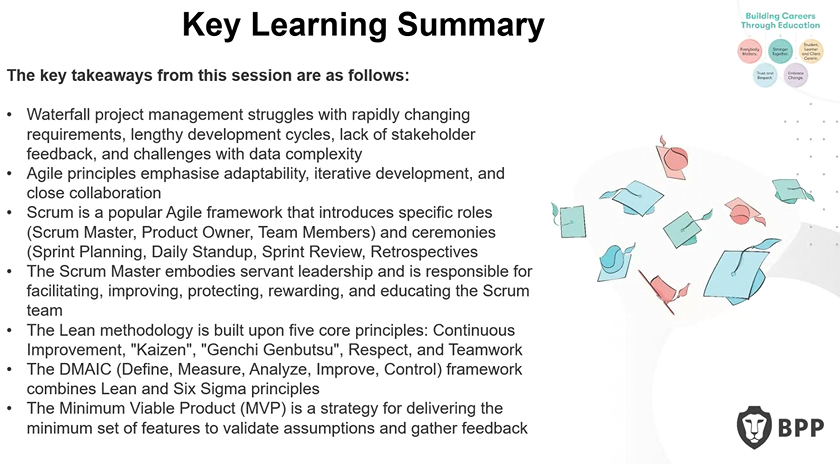 Key Learning Summary
Building Careers
Through Education
Everybody
Matters
Stronger
Together
Student,
Learner
and Client
Centric
Trust and
Respect
Embrace
Change
The key takeaways from this session are as follows:
• Waterfall project management struggles with rapidly changing
requirements, lengthy development cycles, lack of stakeholder
feedback, and challenges with data complexity
• Agile principles emphasise adaptability, iterative development, and
close collaboration
• Scrum is a popular Agile framework that introduces specific roles
(Scrum Master, Product Owner, Team Members) and ceremonies
(Sprint Planning, Daily Standup, Sprint Review, Retrospectives
• The Scrum Master embodies servant leadership and is responsible for
facilitating, improving, protecting, rewarding, and educating the Scrum
team
• The Lean methodology is built upon five core principles: Continuous
Improvement, "Kaizen", "Genchi Genbutsu", Respect, and Teamwork
• The DMAIC (Define, Measure, Analyze, Improve, Control) framework
combines Lean and Six Sigma principles
• The Minimum Viable Product (MVP) is a strategy for delivering the
minimum set of features to validate assumptions and gather feedback
BPP